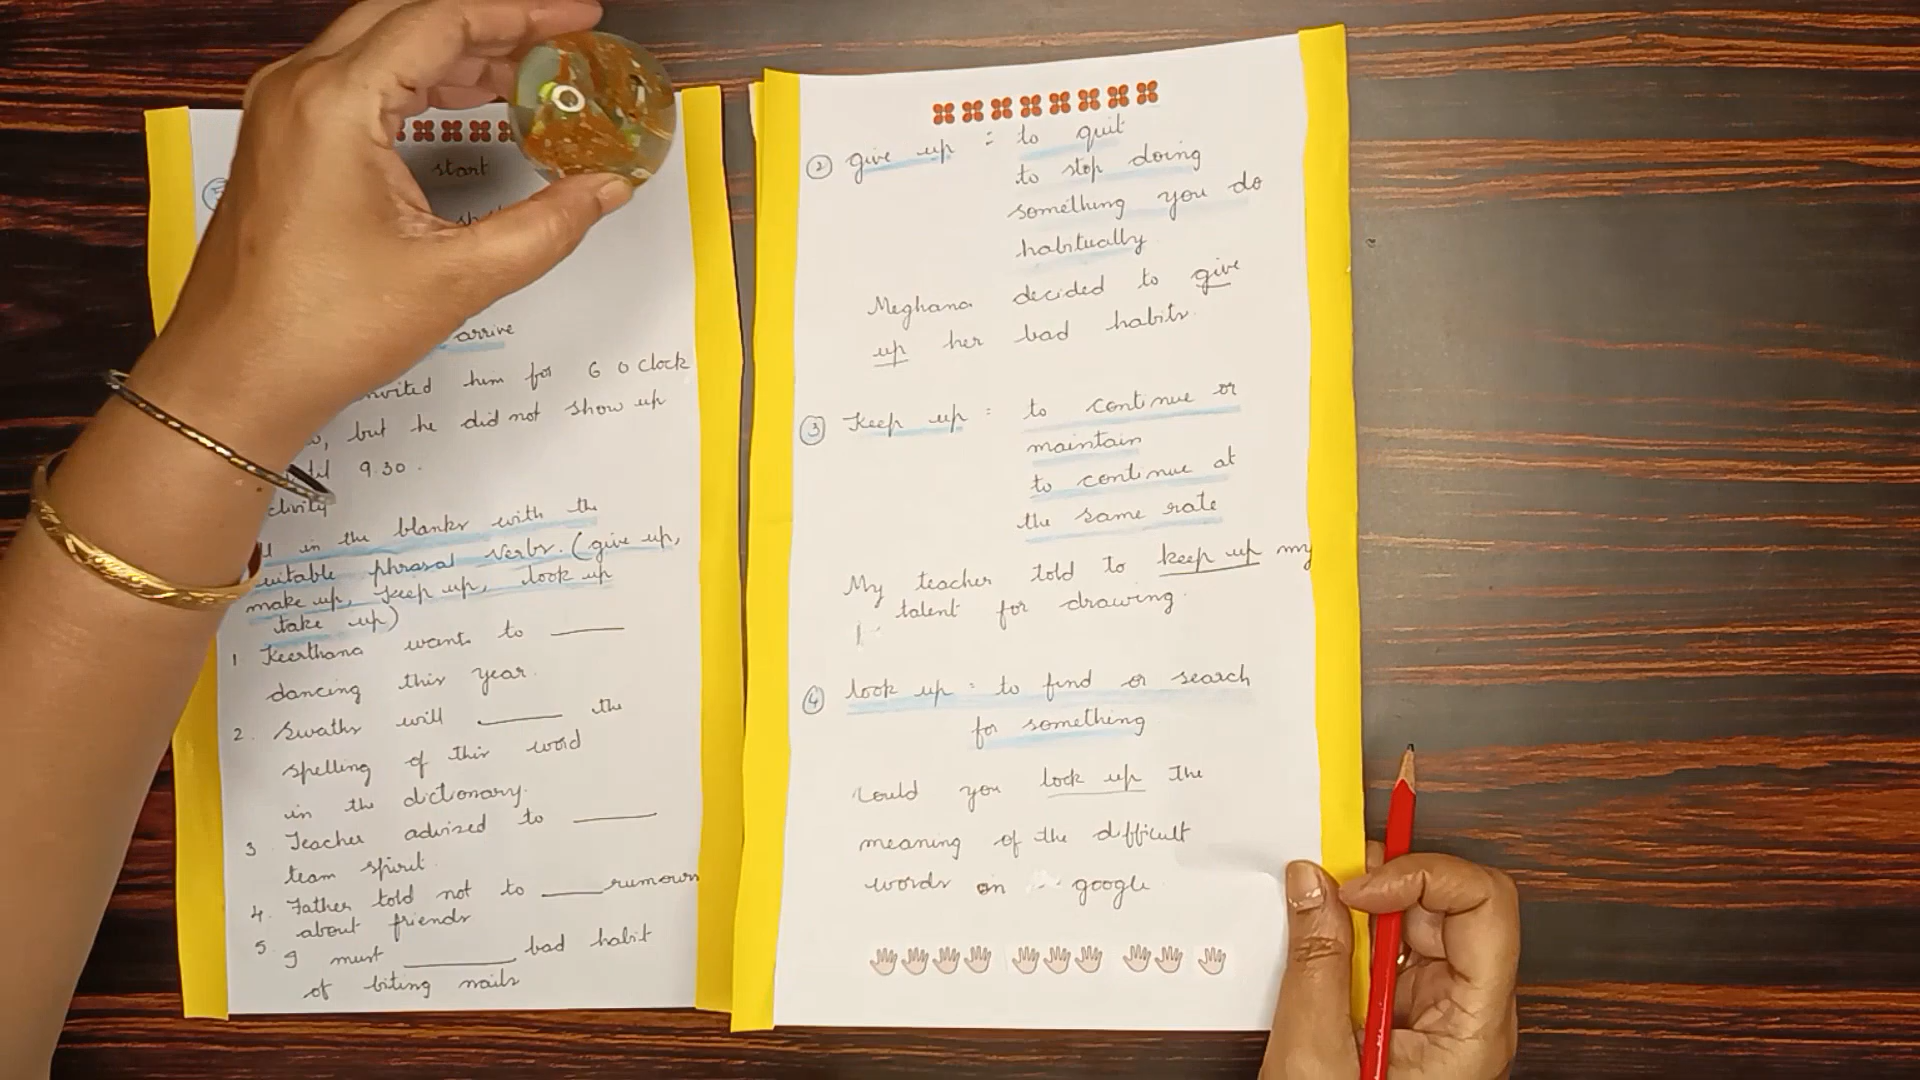 start
arrive
invited him for 6 o clock
, but he did not show up
9.30.
in the blanks with the
suitable phrasal verbs. (give up,
make up, keep up, look up
take up)
1 Keerthana wants to ______
dancing this year.
2. Swathi will ______ the
spelling of this word
in the dictionary.
3 Teacher advised to ______
team spirit.
4. Father told not to ______ rumours
about friends
5. I must ______ bad habit
of biting nails
② give up : to quit
to stop doing
something you do
habitually
Meghana decided to give
up her bad habits.
③ Keep up : to continue or
maintain
to continue at
the same rate
My teacher told to keep up my
talent for drawing.
④ look up : to find or search
for something
Could you look up the
meaning of the difficult
words on google